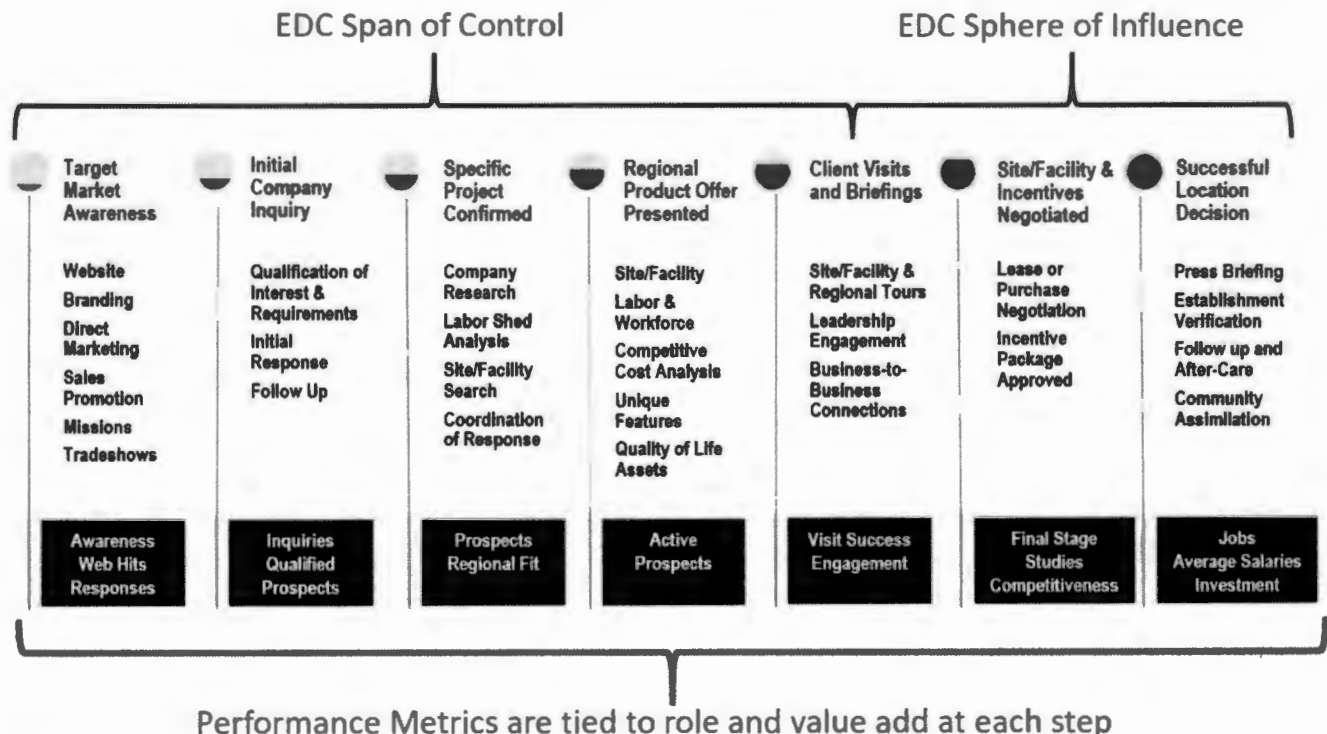 EDC Span of Control
EDC Sphere of Influence
Target
Market
Awareness
Website
Branding
Direct
Marketing
Sales
Promotion
Missions
Tradeshows
Awareness
Web Hits
Responses
Initial
Company
Inquiry
Qualification of
Interest &
Requirements
Initial
Response
Follow Up
Inquiries
Qualified
Prospects
Specific
Project
Confirmed
Company
Research
Labor Shed
Analysis
Site/Facility
Search
Coordination
of Response
Prospects
Regional Fit
Regional
Product Offer
Presented
Site/Facility
Labor &
Workforce
Competitive
Cost Analysis
Unique
Features
Quality of Life
Assets
Active
Prospects
Client Visits
and Briefings
Site/Facility &
Regional Tours
Leadership
Engagement
Business-to-
Business
Connections
Visit Success
Engagement
Site/Facility &
Incentives
Negotiated
Lease or
Purchase
Negotiation
Incentive
Package
Approved
Final Stage
Studies
Competitiveness
Successful
Location
Decision
Press Briefing
Establishment
Verification
Follow up and
After-Care
Community
Assimilation
Jobs
Average Salaries
Investment
Performance Metrics are tied to role and value add at each step